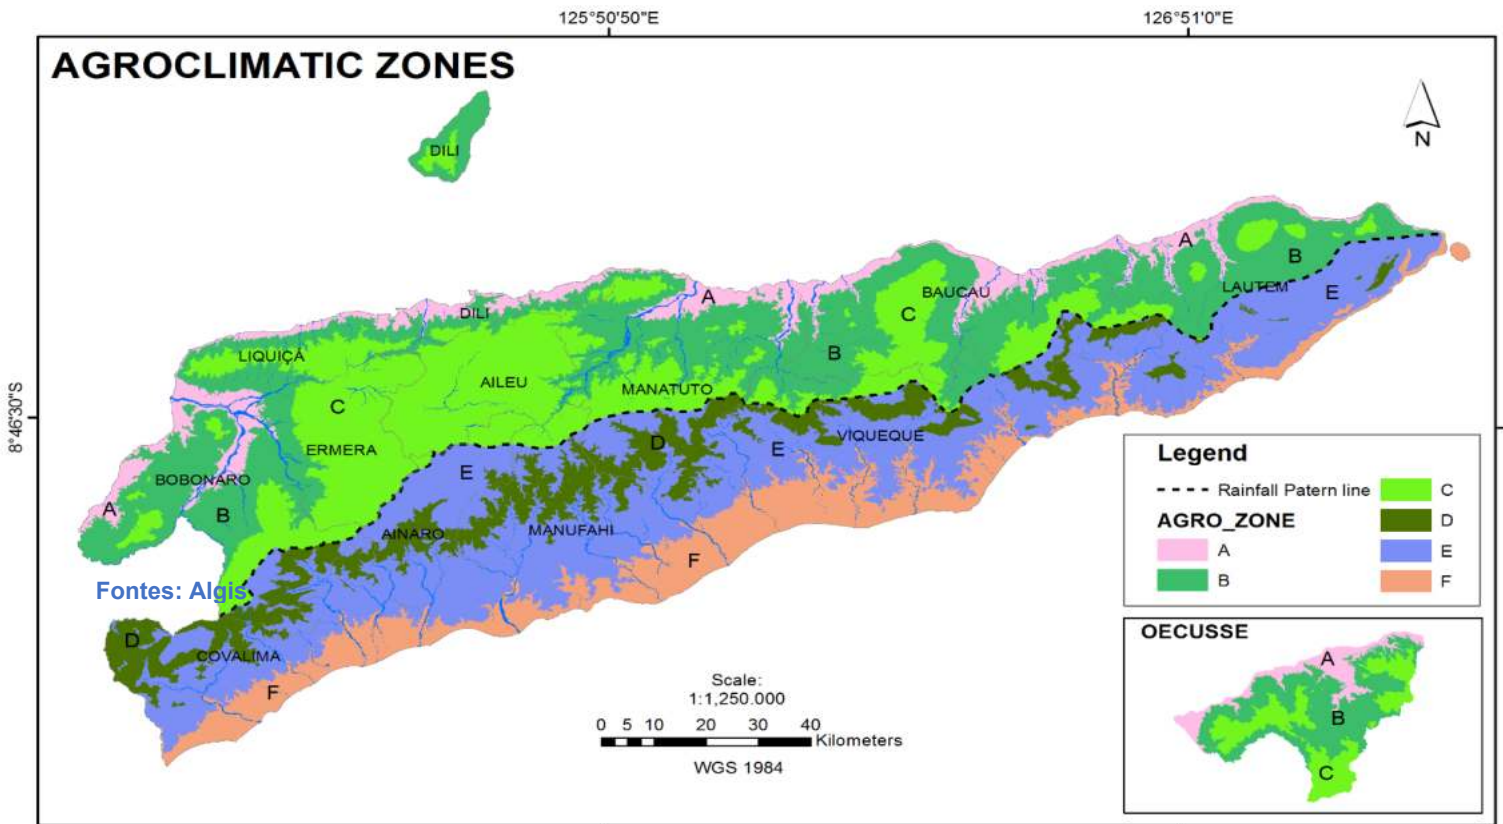 125°50'50"E
126°51'0"E
AGROCLIMATIC ZONES
N
DILI
A
B
LAUTEM
E
A
BAUCAU
C
DILI
B
LIQUIÇA
AILEU
MANATUTO
C
8°46'30"S
ERMERA
D
VIQUEQUE
E
E
BOBONARO
A
B
AINARO
MANUFAHI
F
Fontes: Algis
D
COVALIMA
F
Legend
Rainfall Patern line
AGRO_ZONE
A
B
C
D
E
F
OECUSSE
A
B
C
Scale:
1:1,250.000
0 5 10 20 30 40
Kilometers
WGS 1984